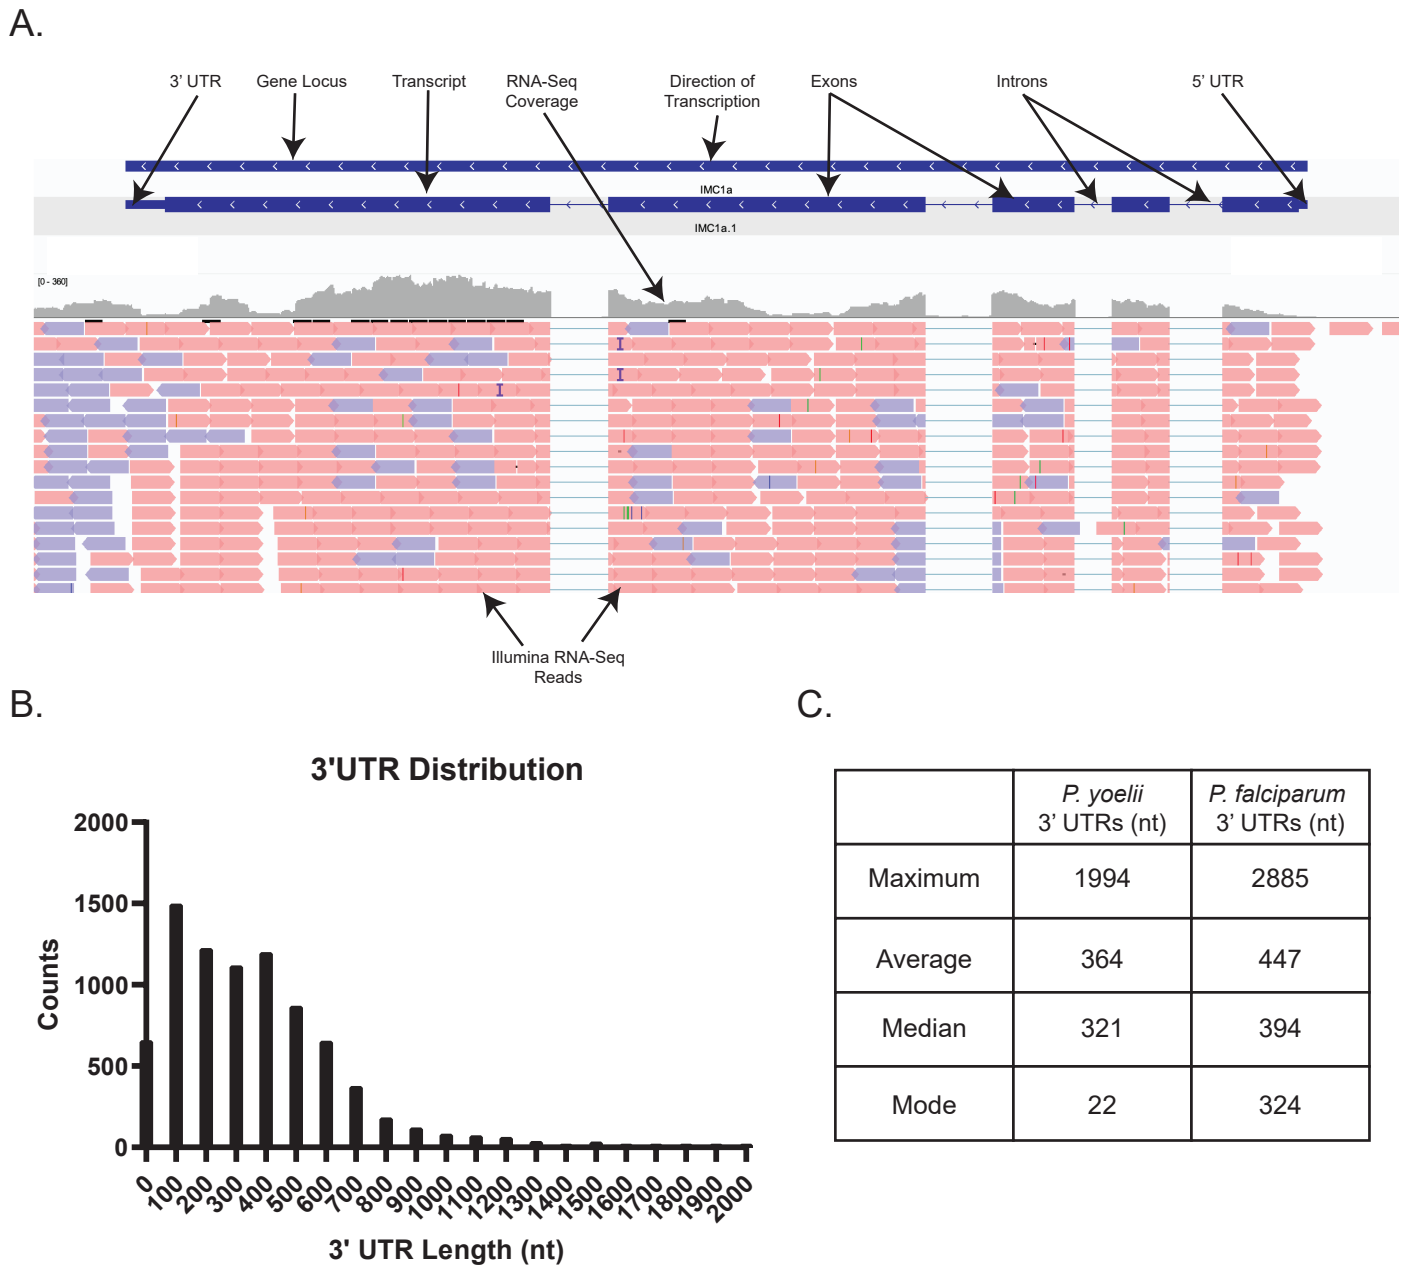 A.
3’ UTR
Gene Locus
Transcript
RNA-Seq
Coverage
Direction of
Transcription
Exons
Introns
5’ UTR
IMC1a
IMC1a.1
[0 - 360]
Illumina RNA-Seq
Reads
B.
3'UTR Distribution
Counts
2000
1500
1000
500
0
0
100
200
300
400
500
600
700
800
900
1000
1100
1200
1300
1400
1500
1600
1700
1800
1900
2000
3' UTR Length (nt)
C.
P. yoelii
3’ UTRs (nt)
P. falciparum
3’ UTRs (nt)
Maximum 1994 2885
Average 364 447
Median 321 394
Mode 22 324